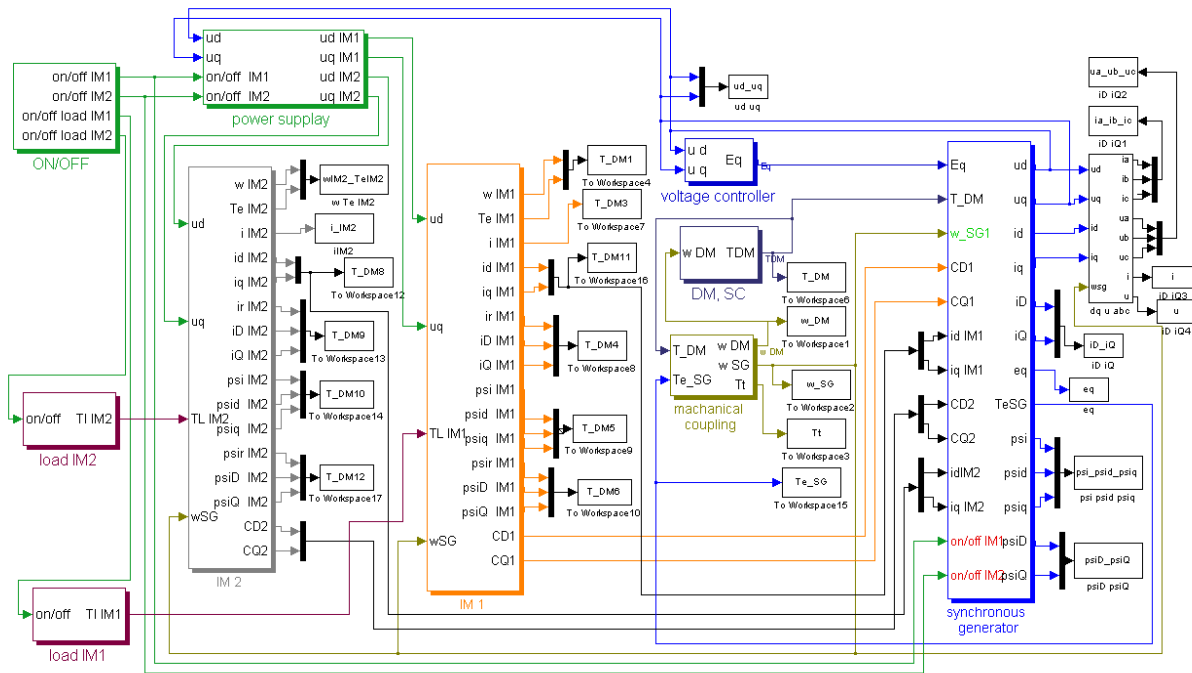 on/off IM1
on/off IM2
on/off load IM1
on/off load IM2
ON/OFF
ud
uq
on/off IM1
on/off IM2
ud IM1
uq IM1
ud IM2
uq IM2
power supplay
on/off
TI IM2
load IM2
on/off
TI IM1
load IM1
ud
uq
TL IM2
wSG
w IM2
Te IM2
i IM2
id IM2
iq IM2
ir IM2
iD IM2
iQ IM2
psi IM2
psid IM2
psiq IM2
psir IM2
psiD IM2
psiQ IM2
CD2
CQ2
IM 2
wIM2_TeIM2
w Te IM2
i_IM2
iIM2
T_DM8
To Workspace12
T_DM9
To Workspace13
T_DM10
To Workspace14
T_DM12
To Workspace17
ud
uq
TL IM1
wSG
w IM1
Te IM1
i IM1
id IM1
iq IM1
ir IM1
iD IM1
iQ IM1
psi IM1
psid IM1
psiq IM1
psir IM1
psiD IM1
psiQ IM1
CD1
CQ1
IM 1
T_DM1
To Workspace4
T_DM3
To Workspace7
T_DM11
To Workspace16
T_DM4
To Workspace8
T_DM5
To Workspace9
T_DM6
To Workspace10
ud_uq
ud uq
u d
u q
Eq
Eq
voltage controller
w DM
TDM
TDM
DM, SC
T_DM
To Workspace6
w_DM
To Workspace1
T_DM
Te_SG
w DM
w SG
Tt
w DM
machanical
coupling
w_SG
To Workspace2
Tt
To Workspace3
Te_SG
To Workspace15
Eq
T_DM
w_SG1
CD1
CQ1
id IM1
iq IM1
CD2
CQ2
idIM2
iq IM2
on/off IM1
on/off IM2
ud
uq
id
iq
iD
iQ
eq
TeSG
psi
psid
psiq
psiD
psiQ
synchronous
generator
ua_ub_uc
iD iQ2
ia_ib_ic
iD iQ1
ud
uq
id
iq
wsg
ia
ib
ic
ua
ub
uc
i
u
dq u abc
i
iD iQ3
u
iD iQ4
iD_iQ
iD iQ
eq
eq
psi_psid_psiq
psi psid psiq
psiD_psiQ
psiD psiQ